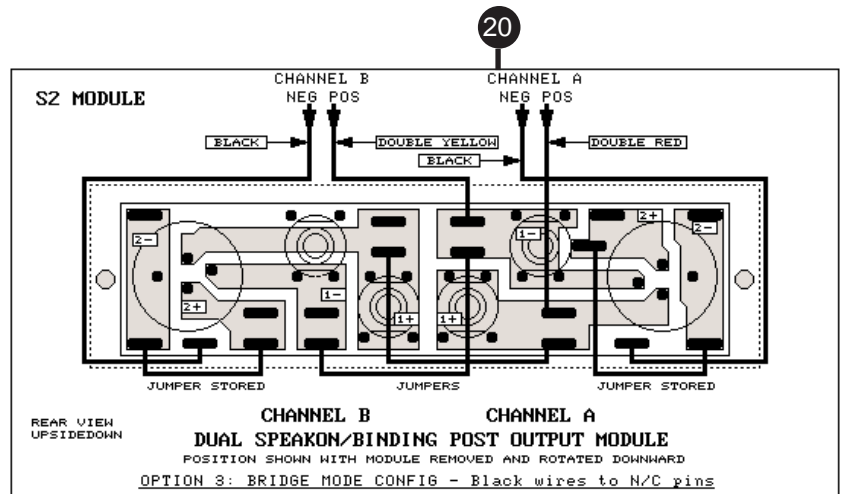 20
CHANNEL B CHANNEL A
S2 MODULE NEG POS NEG POS
BLACK DOUBLE YELLOW DOUBLE RED
BLACK
2- 1- 2+ 2-
2+ 1- 1+ 1+
JUMPER STORED JUMPERS JUMPER STORED
CHANNEL B CHANNEL A
REAR VIEW
UPSIDEDOWN
DUAL SPEAKON/BINDING POST OUTPUT MODULE
POSITION SHOWN WITH MODULE REMOVED AND ROTATED DOWNWARD
OPTION 3: BRIDGE MODE CONFIG - Black wires to N/C pins